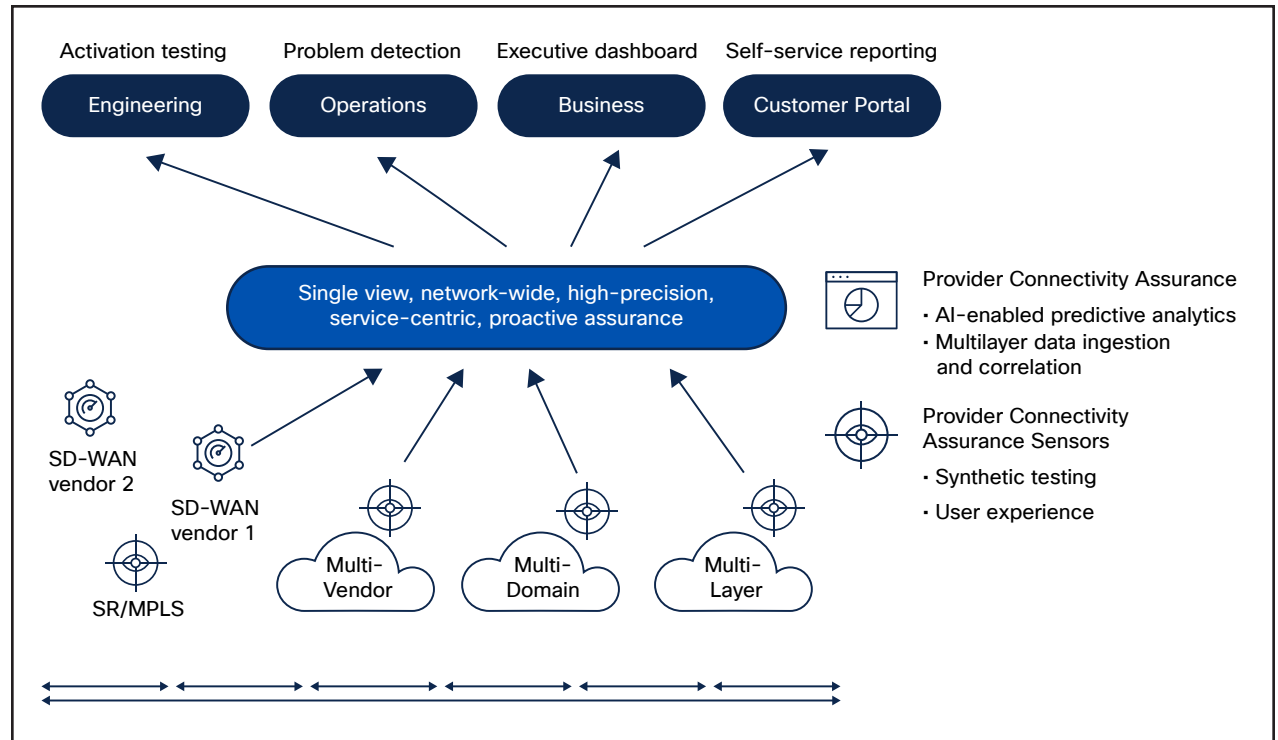 Activation testing
Problem detection
Executive dashboard
Self-service reporting
Engineering
Operations
Business
Customer Portal
Single view, network-wide, high-precision,
service-centric, proactive assurance
Provider Connectivity Assurance
· AI-enabled predictive analytics
· Multilayer data ingestion
and correlation
Provider Connectivity
Assurance Sensors
· Synthetic testing
· User experience
SD-WAN
vendor 2
SD-WAN
vendor 1
SR/MPLS
Multi-
Vendor
Multi-
Domain
Multi-
Layer